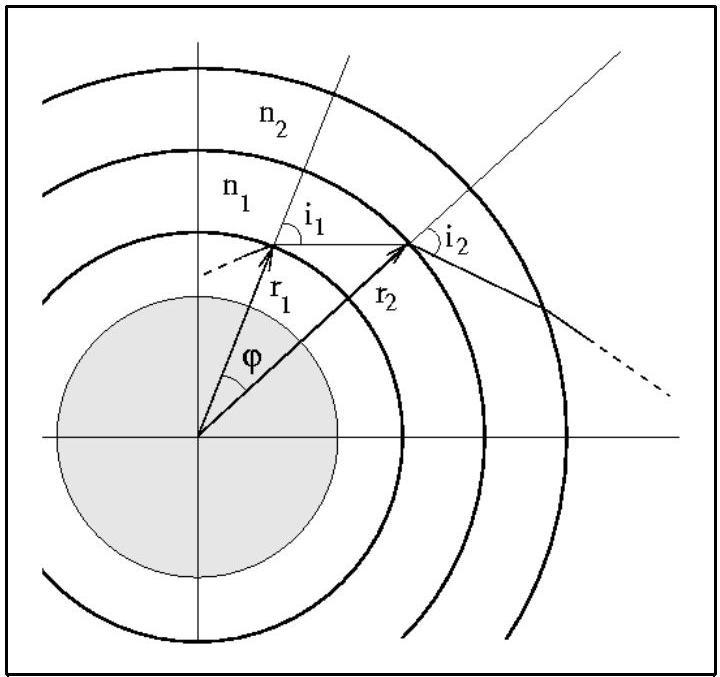 n₂
n₁
i₁
i₂
r₁
r₂
φ